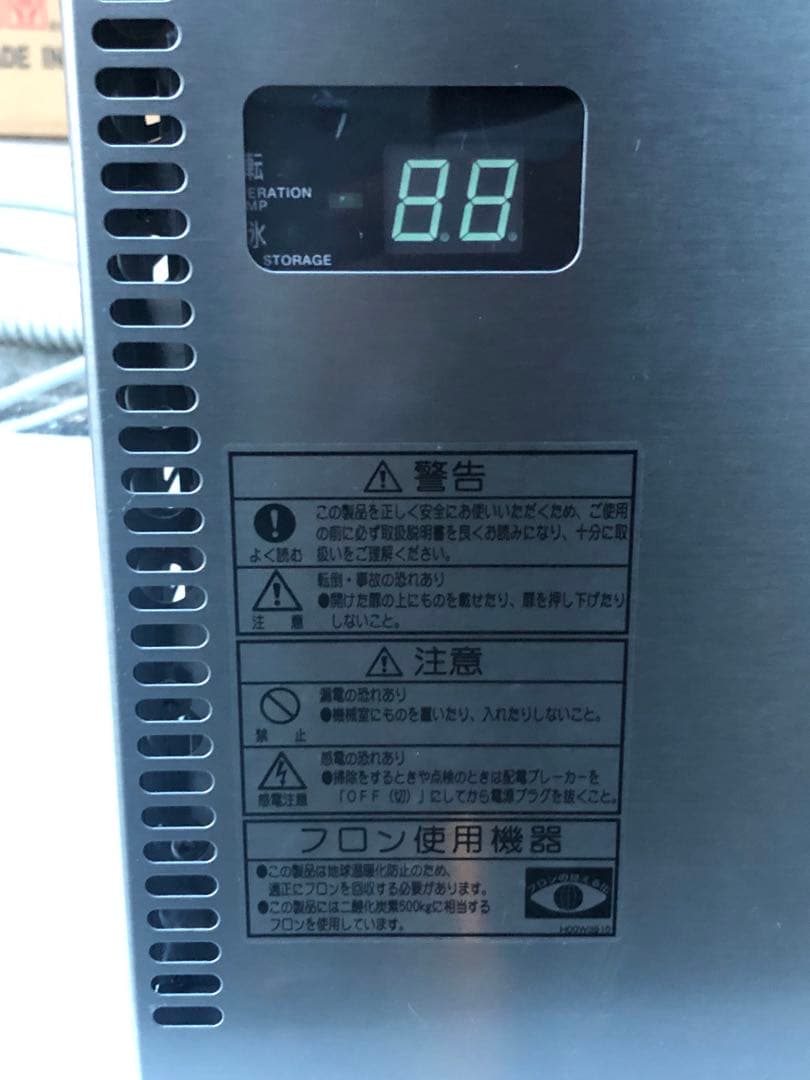 ADE IN
転
ERATION
MP
88
氷
STORAGE
警告
この製品を正しく安全にお使いいただくため、ご使用
の前に必ず取扱説明書を良くお読みになり、十分に取
扱いをご理解ください。
よく読む
転倒・事故の恐れあり
●開けた扉の上にものを載せたり、扉を押し下げたり
しないこと。
注 意
注意
漏電の恐れあり
●機械室にものを置いたり、入れたりしないこと。
禁 止
感電の恐れあり
●掃除をするときや点検のときは配電ブレーカーを
「OFF(切)」にしてから電源プラグを抜くこと。
感電注意
フロン使用機器
●この製品は地球温暖化防止のため、
適正にフロンを回収する必要があります。
●この製品には二酸化炭素500kgに相当する
フロンを使用しています。
フロンの見える化